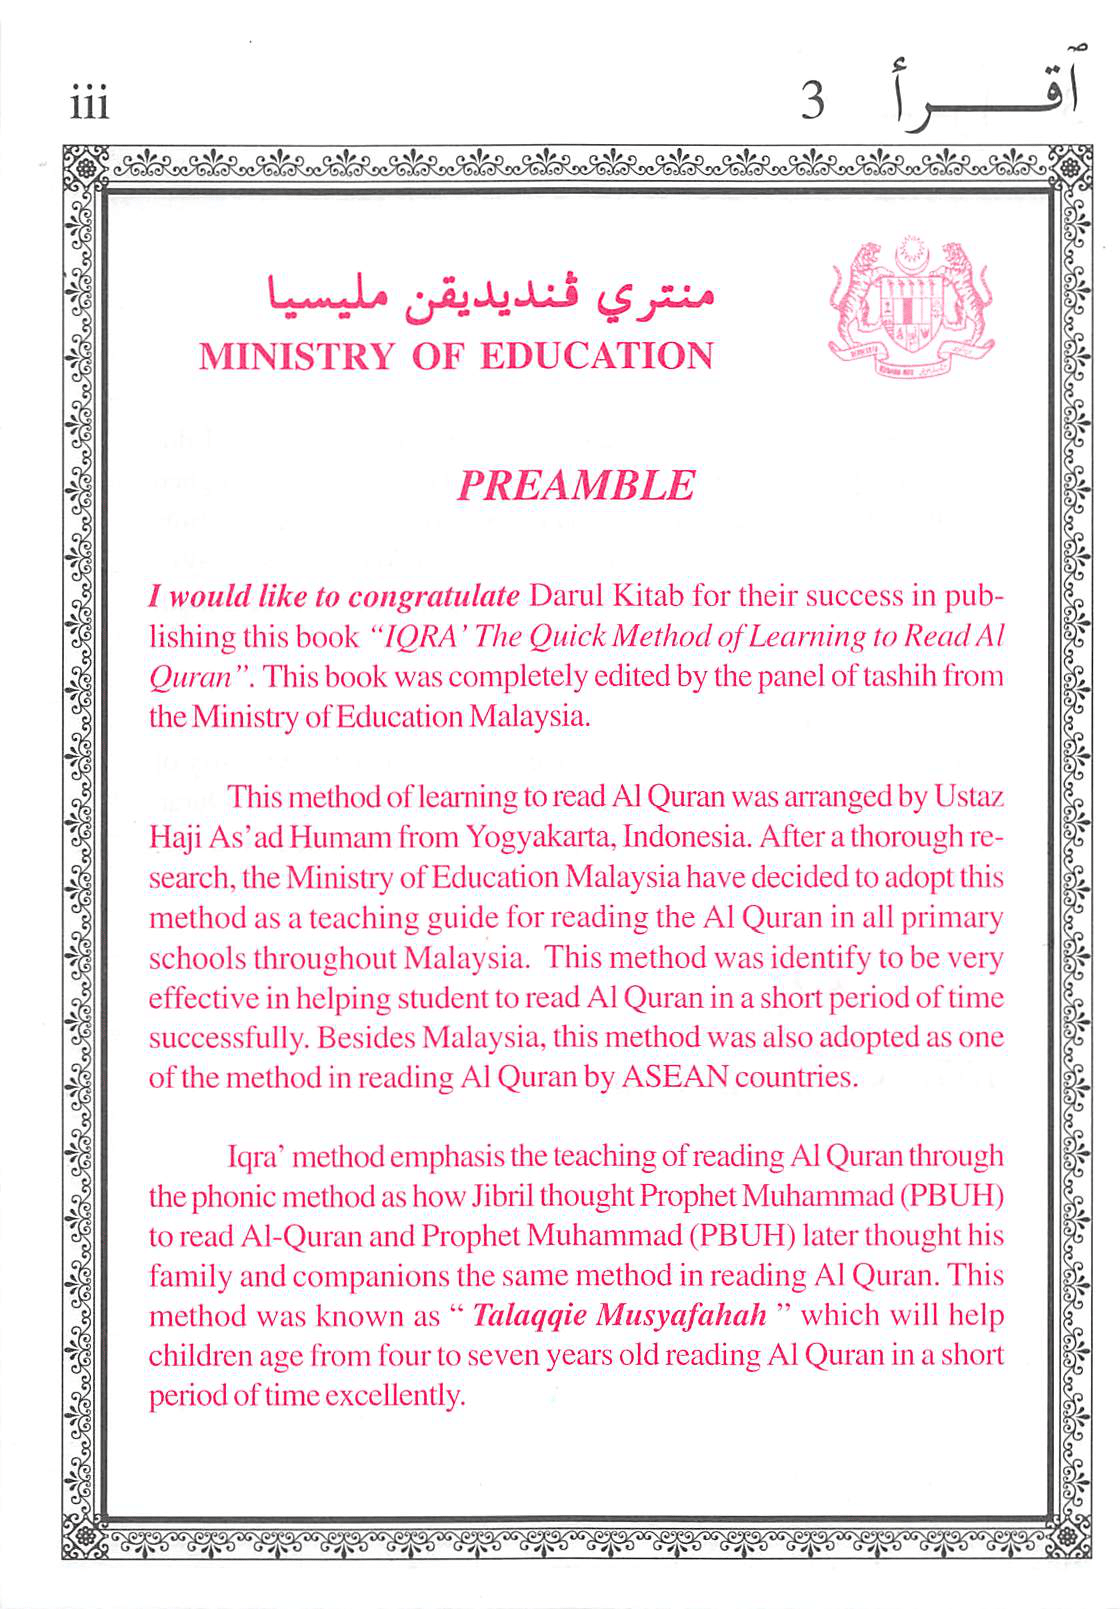 iii
3 ٱقـــرأ
منتري ڤنديديقن مليسيا
MINISTRY OF EDUCATION
PREAMBLE
I would like to congratulate Darul Kitab for their success in pub-
lishing this book “IQRA’ The Quick Method of Learning to Read Al
Quran”. This book was completely edited by the panel of tashih from
the Ministry of Education Malaysia.
This method of learning to read Al Quran was arranged by Ustaz
Haji As’ad Humam from Yogyakarta, Indonesia. After a thorough re-
search, the Ministry of Education Malaysia have decided to adopt this
method as a teaching guide for reading the Al Quran in all primary
schools throughout Malaysia. This method was identify to be very
effective in helping student to read Al Quran in a short period of time
successfully. Besides Malaysia, this method was also adopted as one
of the method in reading Al Quran by ASEAN countries.
Iqra’ method emphasis the teaching of reading Al Quran through
the phonic method as how Jibril thought Prophet Muhammad (PBUH)
to read Al-Quran and Prophet Muhammad (PBUH) later thought his
family and companions the same method in reading Al Quran. This
method was known as “ Talaqqie Musyafahah ” which will help
children age from four to seven years old reading Al Quran in a short
period of time excellently.